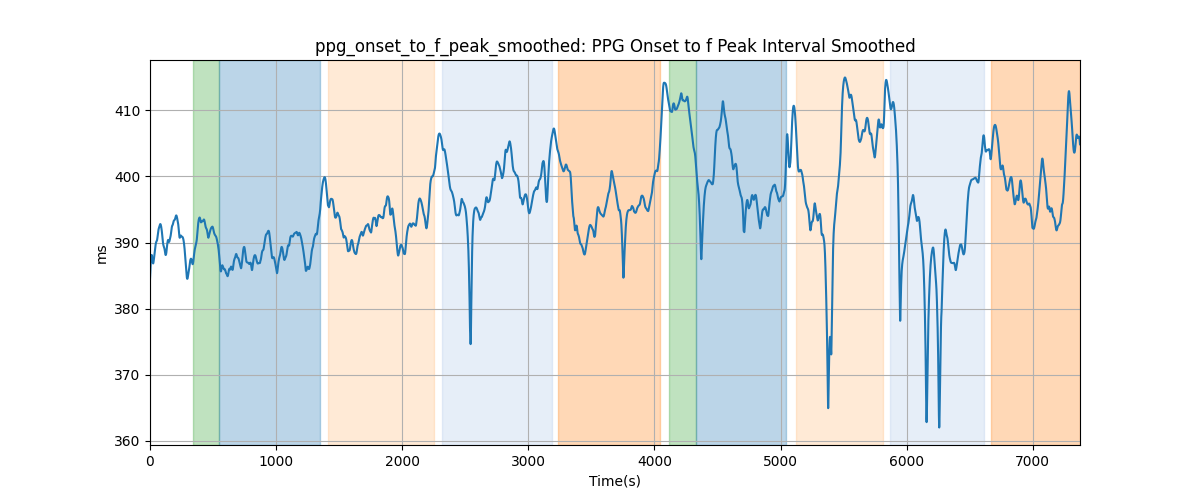 ppg_onset_to_f_peak_smoothed: PPG Onset to f Peak Interval Smoothed
410
400
390
380
370
360
ms
0 1000 2000 3000 4000 5000 6000 7000
Time(s)